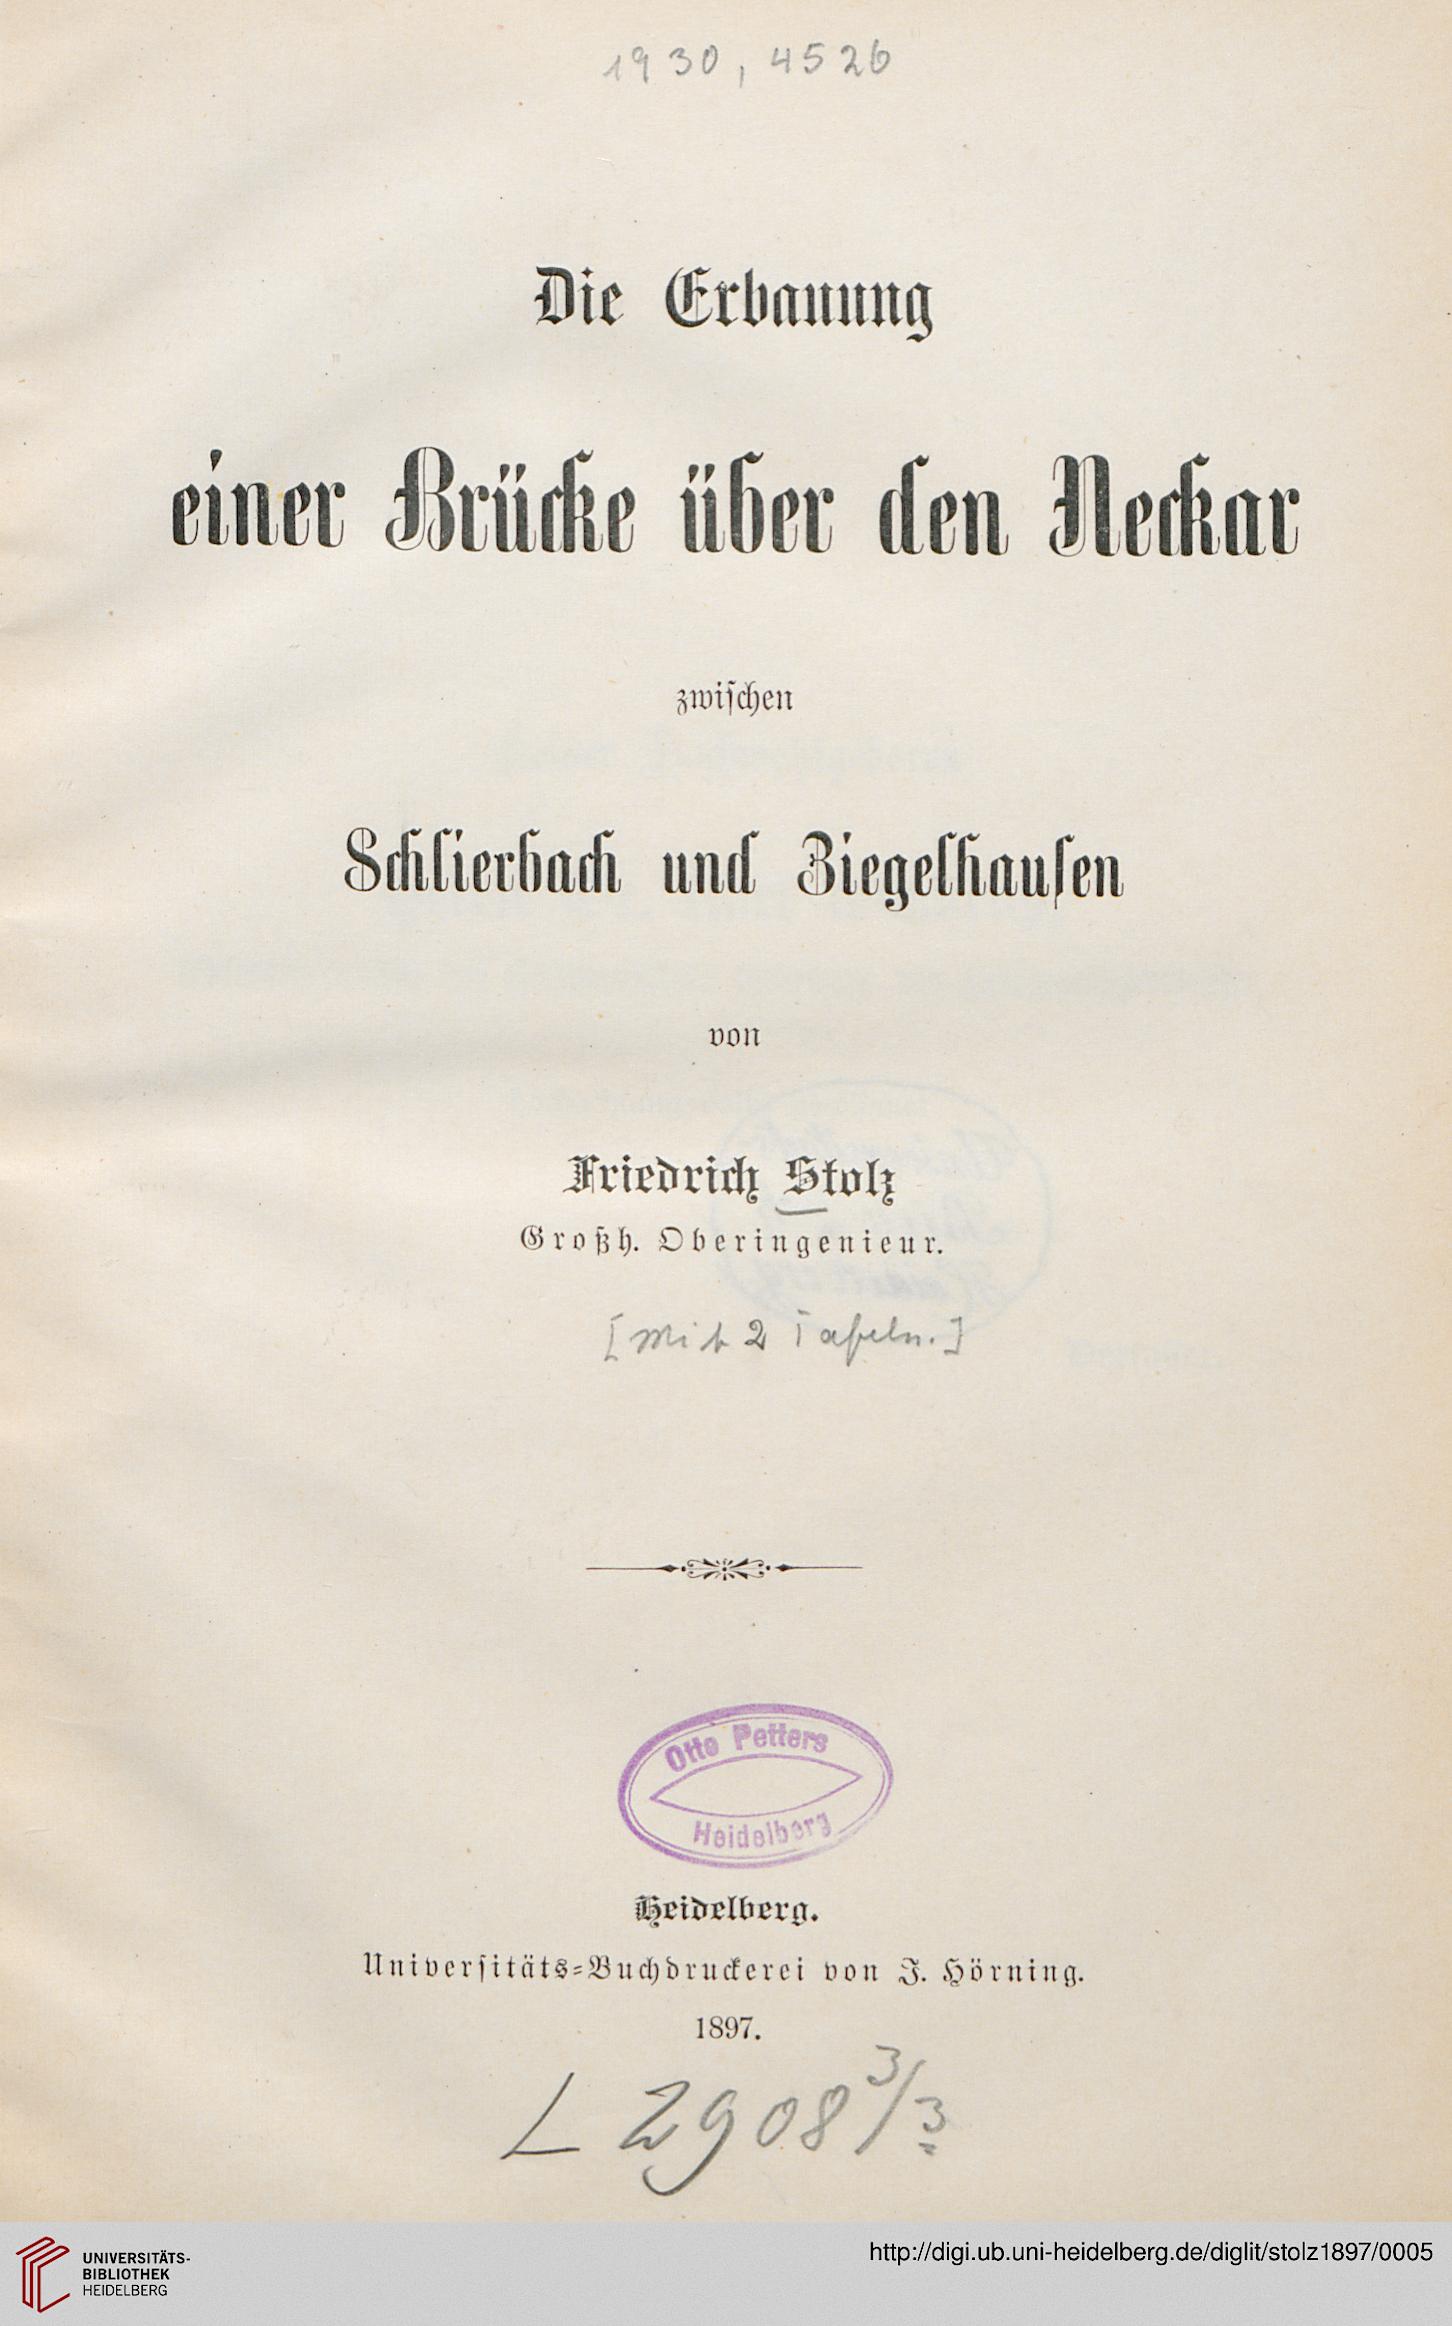 1930, 4526
Die Erbauung
einer Brücke über den Neckar
zwiſchen
Schlierbach und Ziegelhauſen
von
Friedrich Stolz
Großh. Oberingenieur.
[Mit 2 Tafeln.]
Otto Petters
Heidelberg
Heidelberg.
Univerſitäts-Buchdruckerei von J. Hörning.
1897.
L 2908 3/3
UNIVERSITÄTS-
BIBLIOTHEK
HEIDELBERG
http://digi.ub.uni-heidelberg.de/diglit/stolz1897/0005